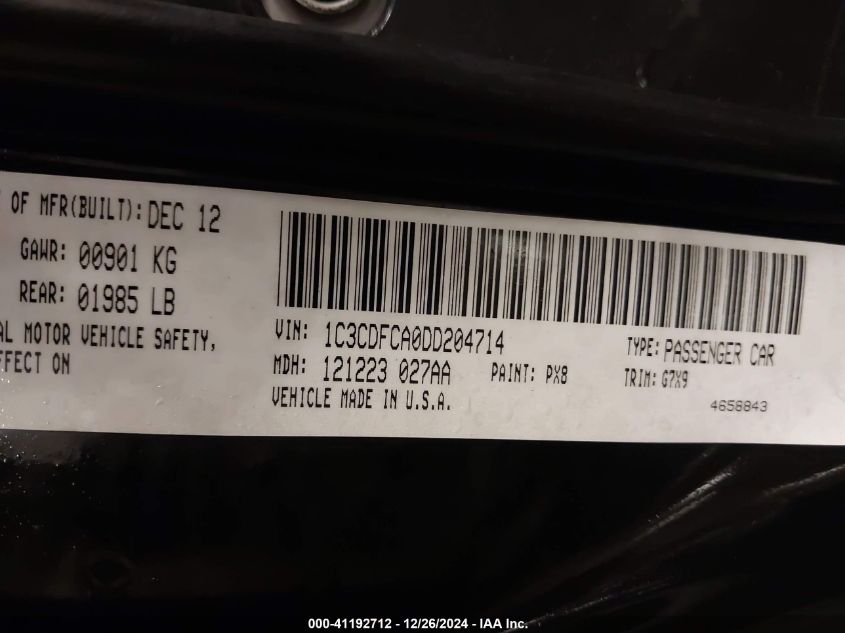 OF MFR(BUILT): DEC 12
GAWR: 00901 KG
REAR: 01985 LB
MOTOR VEHICLE SAFETY,
ON
VIN: 1C3CDFCA0DD204714
TYPE: PASSENGER CAR
MDH: 121223 027AA PAINT: PX8
TRIM: G7X9
VEHICLE MADE IN U.S.A.
4658843
000-41192712 - 12/26/2024 - IAA Inc.